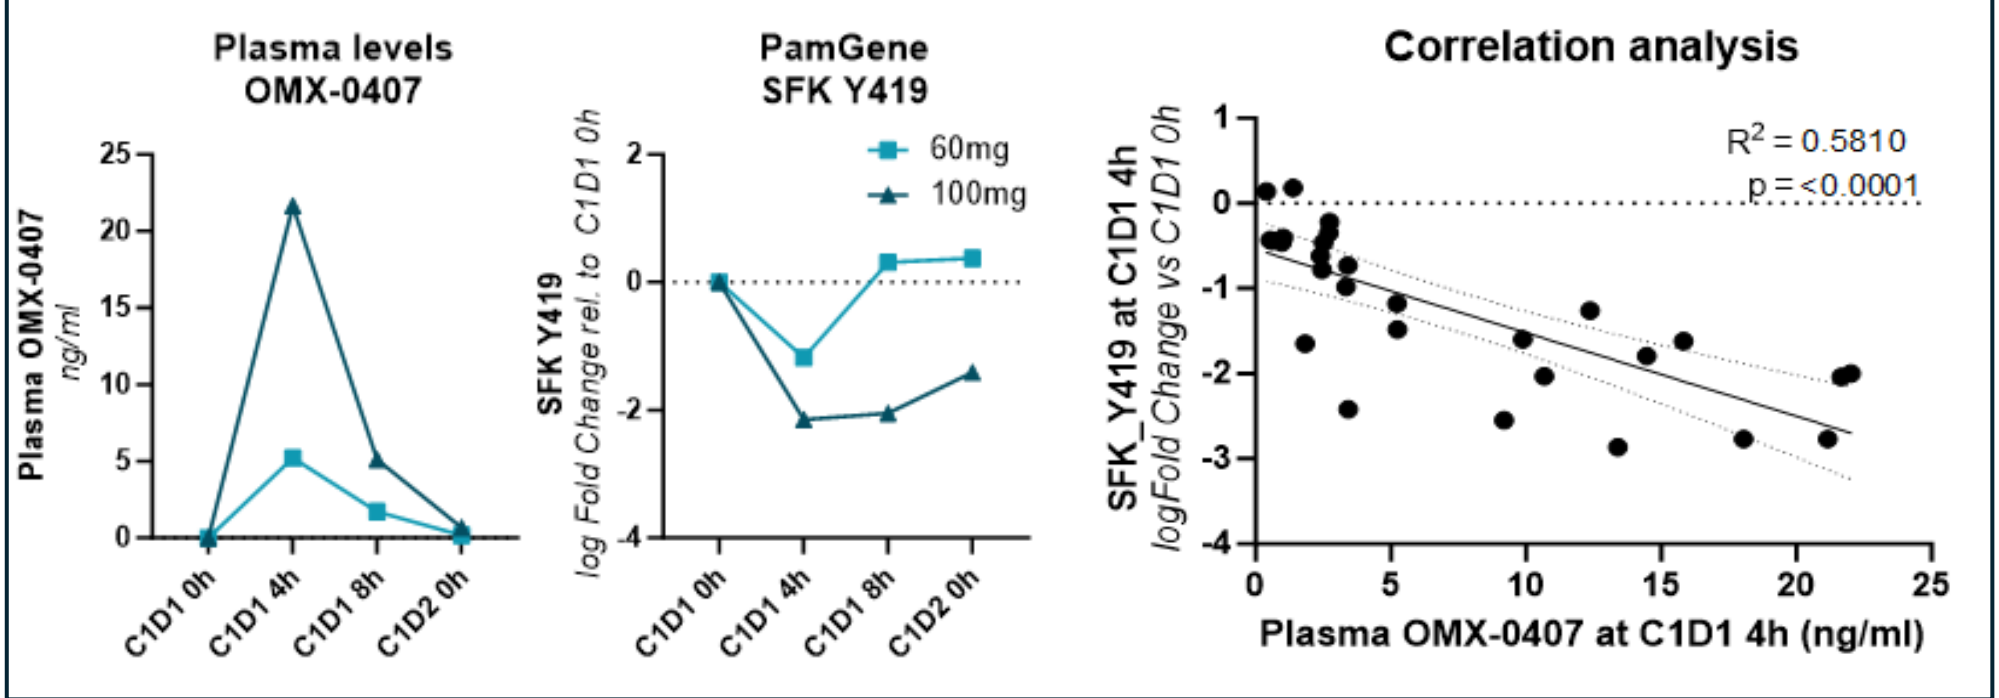 Plasma levels
OMX-0407
Plasma OMX-0407
ng/ml
25
20
15
10
5
0
C1D1 0h
C1D1 4h
C1D1 8h
C1D2 0h
PamGene
SFK Y419
SFK Y419
log Fold Change rel. to C1D1 0h
2
0
-2
-4
60mg
100mg
C1D1 0h
C1D1 4h
C1D1 8h
C1D2 0h
Correlation analysis
SFK_Y419 at C1D1 4h
logFold Change vs C1D1 0h
1
0
-1
-2
-3
-4
R² = 0.5810
p = <0.0001
0
5
10
15
20
25
Plasma OMX-0407 at C1D1 4h (ng/ml)